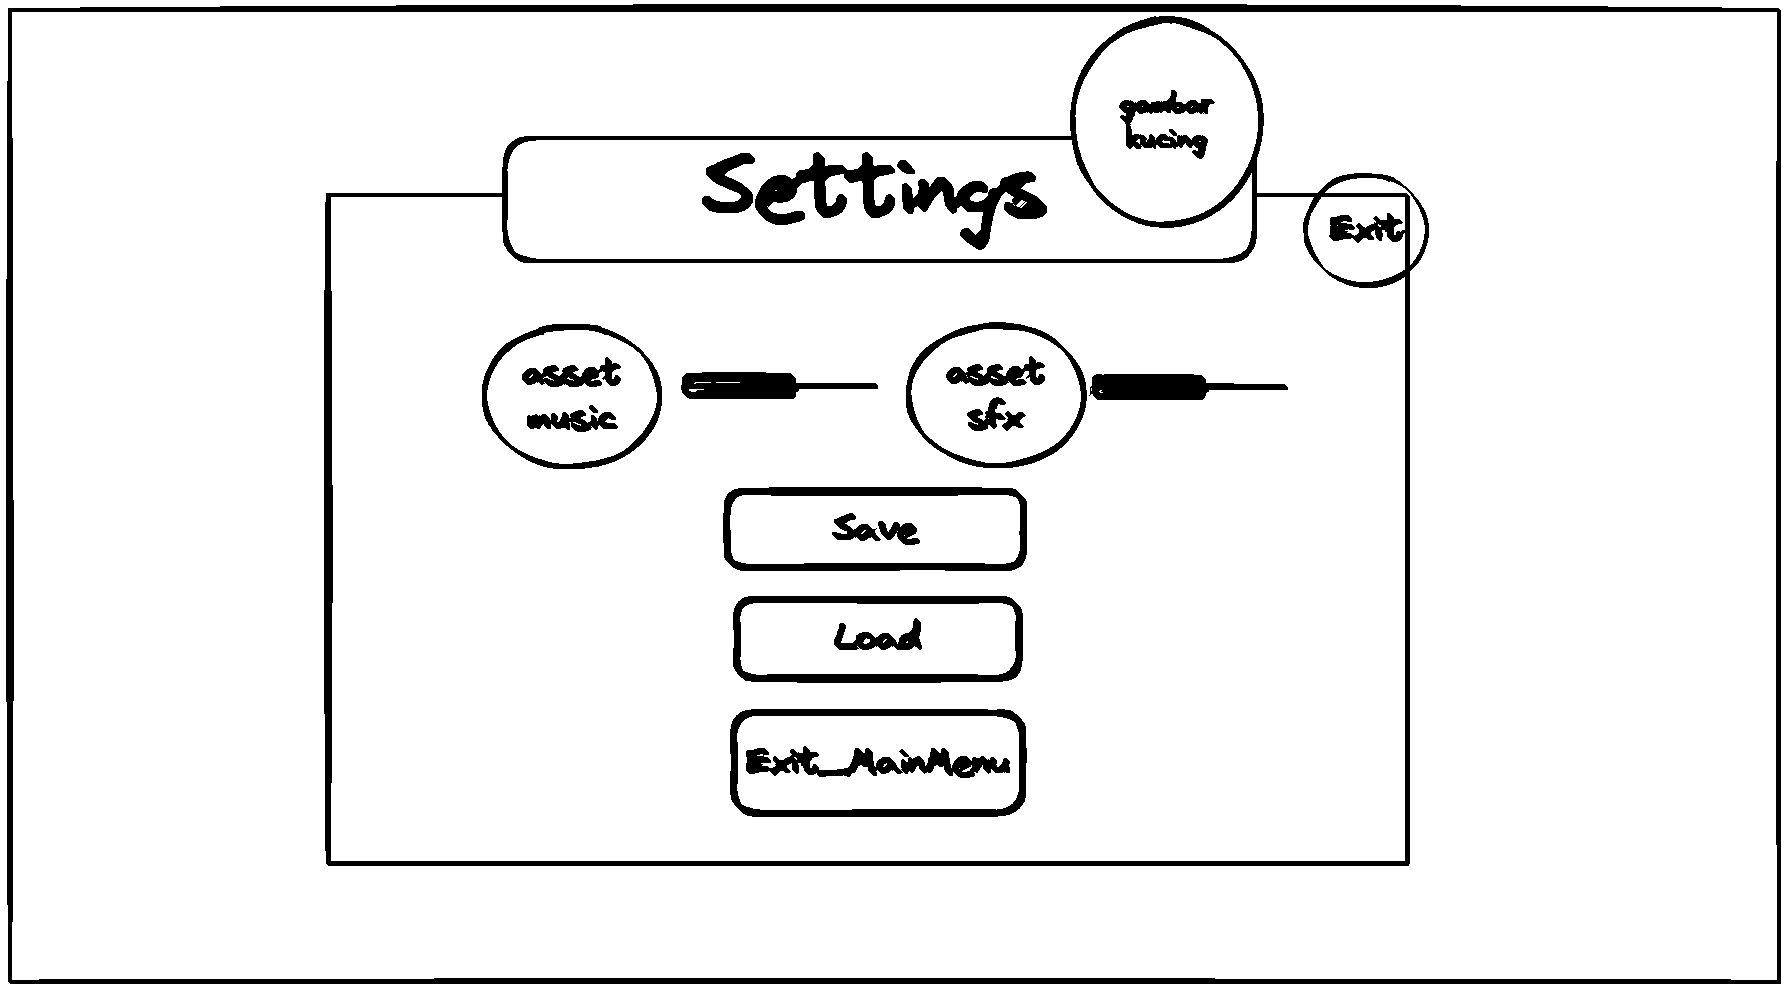 gambar
kucing
Settings
Exit
asset
music
asset
sfx
Save
Load
Exit_MainMenu